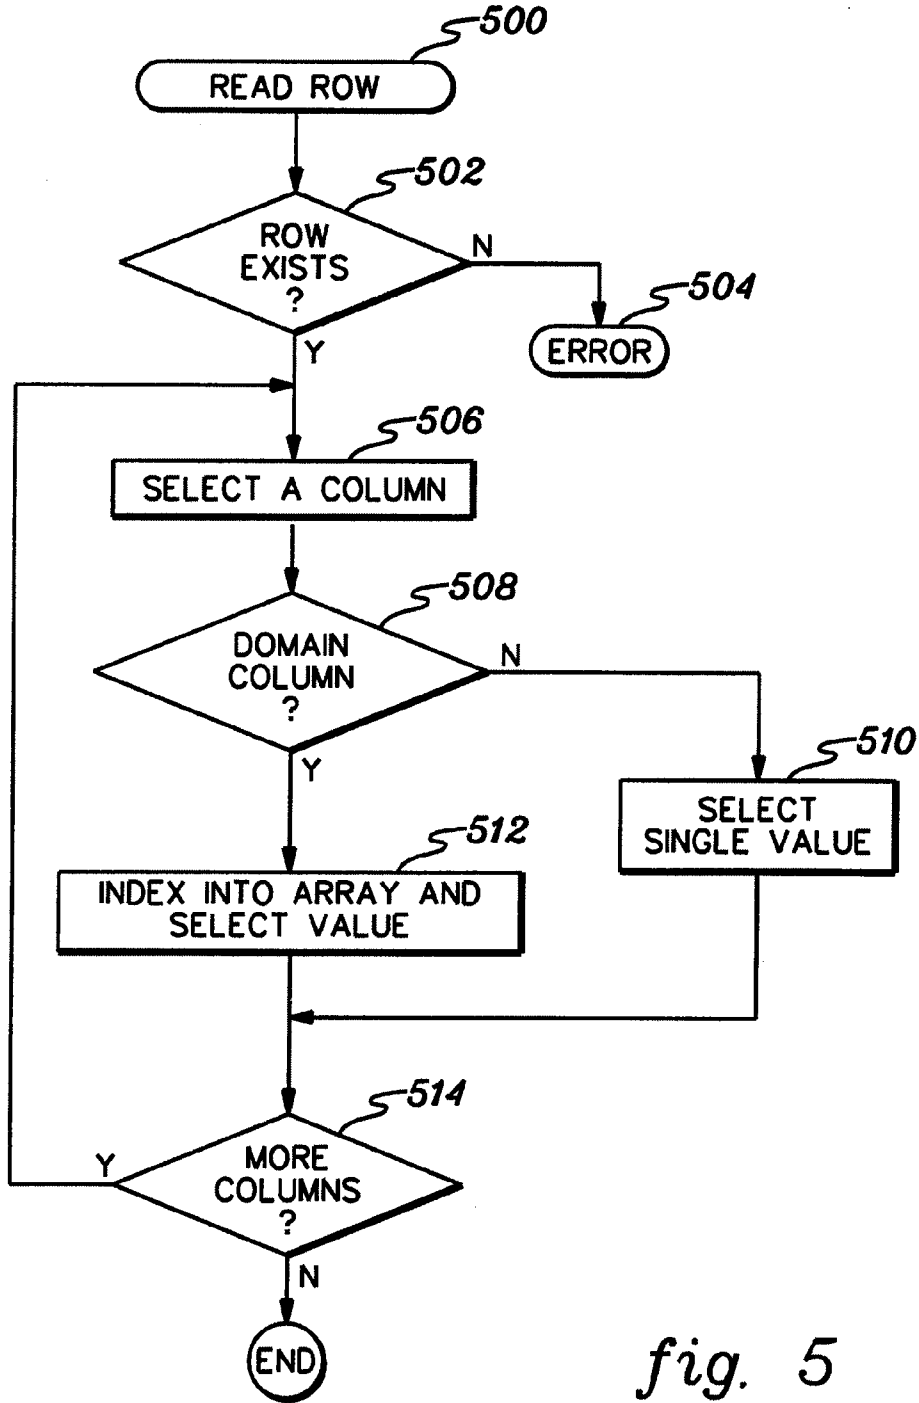 500
READ ROW
502
ROW
EXISTS
?
N
504
ERROR
Y
506
SELECT A COLUMN
508
DOMAIN
COLUMN
?
N
Y
510
SELECT
SINGLE VALUE
512
INDEX INTO ARRAY AND
SELECT VALUE
514
MORE
COLUMNS
?
Y
N
END
fig. 5